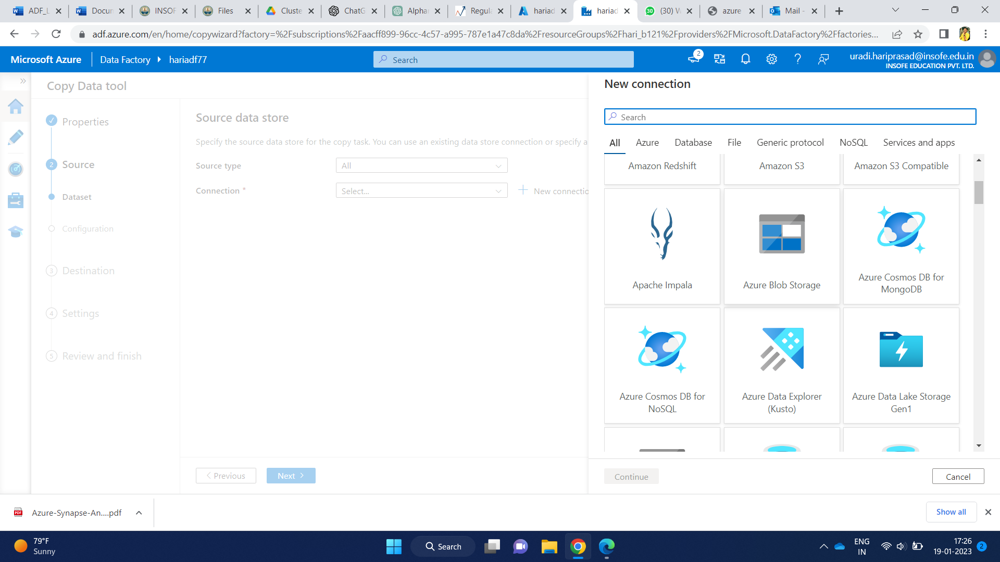 ADF_L
Docun
INSOF
Files
Cluste
ChatG
Alphar
Regula
hariad
hariad
30
(30) W
azure
Mail -
adf.azure.com/en/home/copywizard?factory=%2Fsubscriptions%2Faacff899-96cc-4c57-a995-787e1a47c8da%2FresourceGroups%2Fhari_b121%2Fproviders%2FMicrosoft.DataFactory%2Ffactories...
Microsoft Azure
Data Factory
hariadf77
Search
2
uradi.hariprasad@insofe.edu.in
INSOFE EDUCATION PVT. LTD.
Copy Data tool
Properties
2 Source
Dataset
Configuration
3 Destination
4 Settings
5 Review and finish
Source data store
Specify the source data store for the copy task. You can use an existing data store connection or specify a
Source type
All
Connection *
Select...
New connectio
Previous
Next
New connection
Search
All
Azure
Database
File
Generic protocol
NoSQL
Services and apps
Amazon Redshift
Amazon S3
Amazon S3 Compatible
Apache Impala
Azure Blob Storage
Azure Cosmos DB for
MongoDB
Azure Cosmos DB for
NoSQL
Azure Data Explorer
(Kusto)
Azure Data Lake Storage
Gen1
Continue
Cancel
PDF
Azure-Synapse-An....pdf
Show all
79°F
Sunny
Search
ENG
IN
17:26
19-01-2023
2